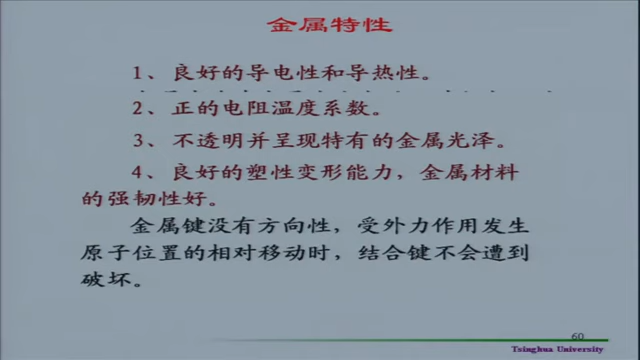 金属特性
1、良好的导电性和导热性。
2、正的电阻温度系数。
3、不透明并呈现特有的金属光泽。
4、良好的塑性变形能力，金属材料
的强韧性好。
金属键没有方向性，受外力作用发生
原子位置的相对移动时，结合键不会遭到
破坏。
60
Tsinghua University